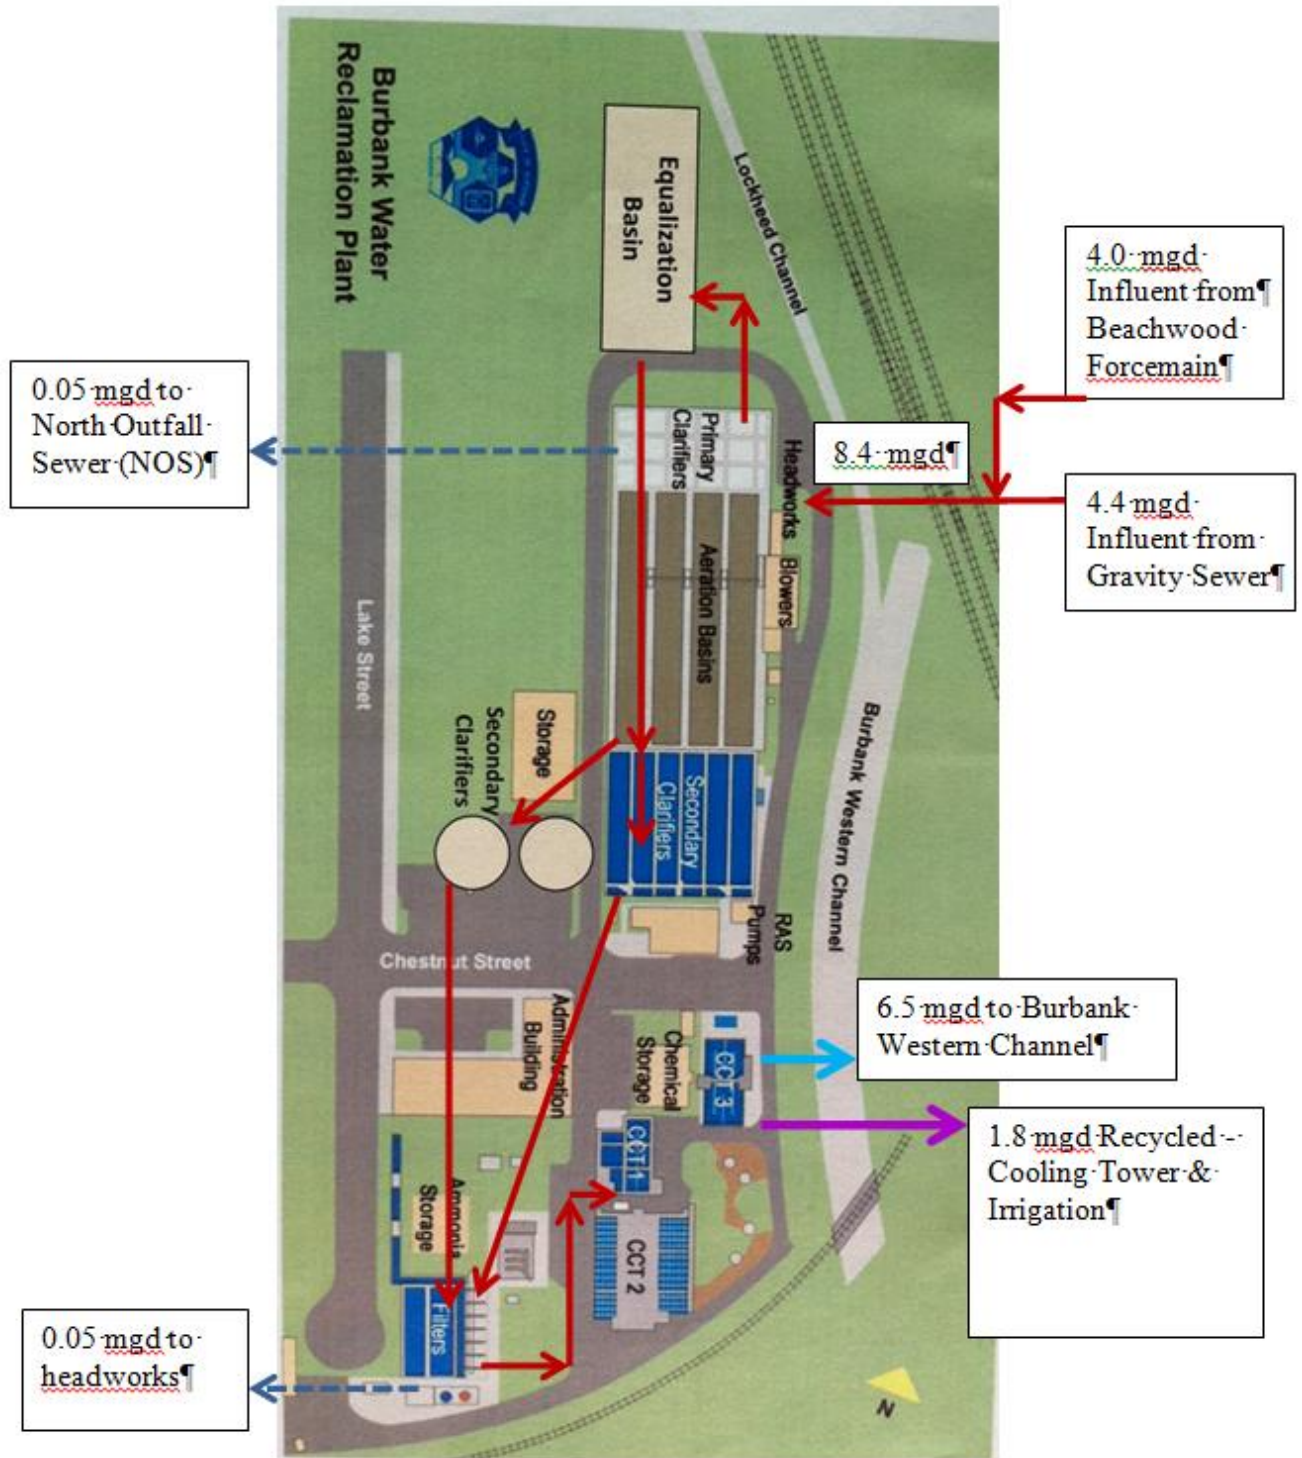 Burbank Water
Reclamation Plant
Equalization
Basin
Lockheed Channel
4.0 mgd
Influent from¶
Beachwood
Forcemain¶
0.05 mgd to
North Outfall
Sewer (NOS)¶
Primary
Clarifiers
Headworks
8.4 mgd¶
4.4 mgd
Influent from
Gravity Sewer¶
Blowers
Aeration Basins
Lake Street
Burbank Western Channel
Storage
Secondary
Clarifiers
Secondary
Clarifiers
RAS
Pumps
Chestnut Street
6.5 mgd to Burbank
Western Channel¶
Administration
Building
Chemical
Storage
CCT 3
1.8 mgd Recycled -
Cooling Tower &
Irrigation¶
CCT 1
Ammonia
Storage
CCT 2
Filters
0.05 mgd to
headworks¶
N